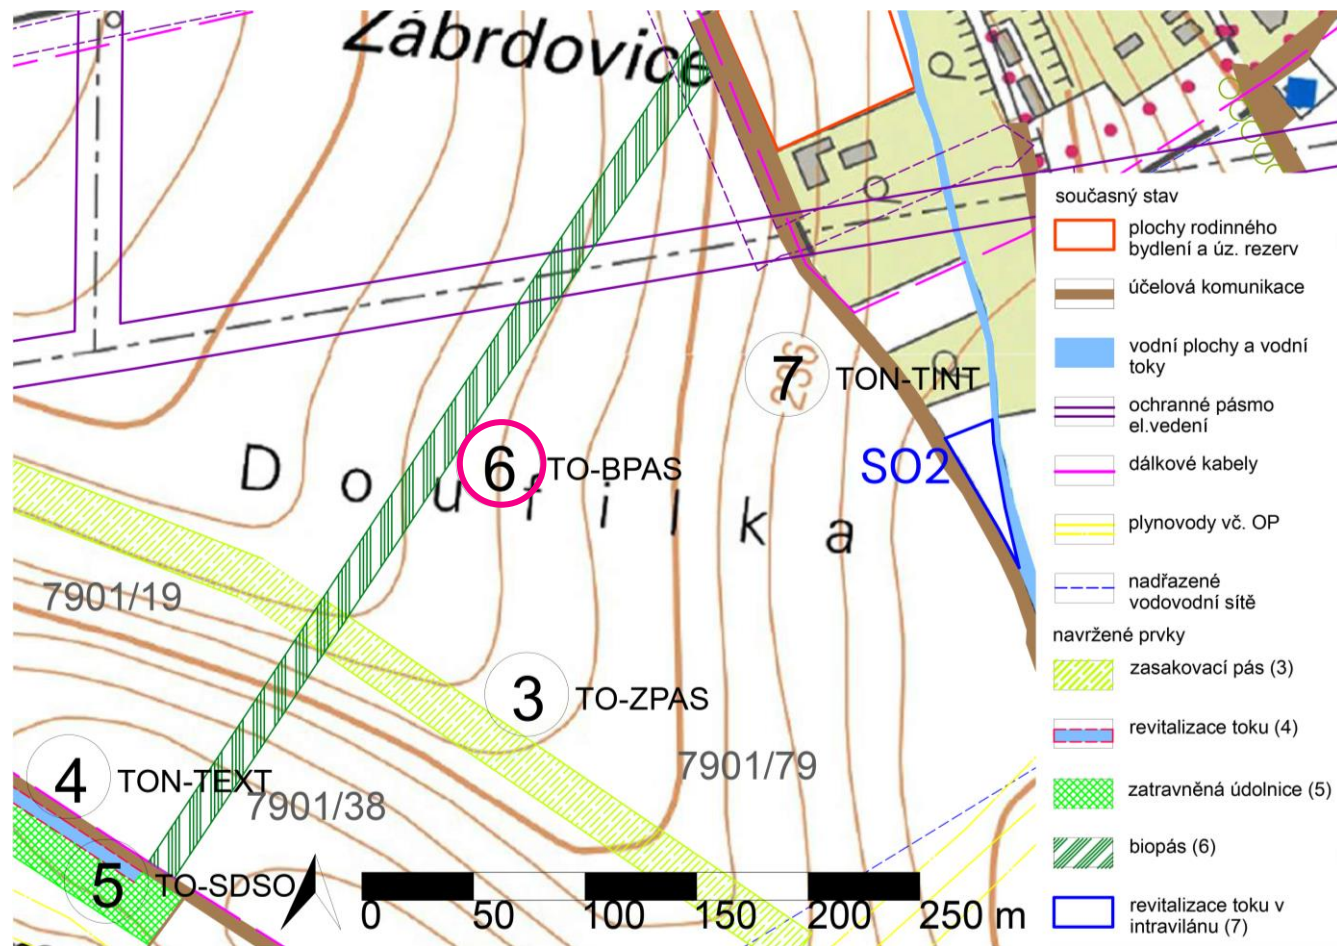 Zábrdovice
296
7
TON-TINT
6
TO-BPAS
SO2
Doufilka
7901/19
3
TO-ZPAS
7901/79
4
TON-TEXT
7901/38
5
TO-SDSO
0 50 100 150 200 250 m
současný stav
plochy rodinného
bydlení a úz. rezerv
účelová komunikace
vodní plochy a vodní
toky
ochranné pásmo
el.vedení
dálkové kabely
plynovody vč. OP
nadřazené
vodovodní sítě
navržené prvky
zasakovací pás (3)
revitalizace toku (4)
zatravněná údolnice (5)
biopás (6)
revitalizace toku v
intravilánu (7)